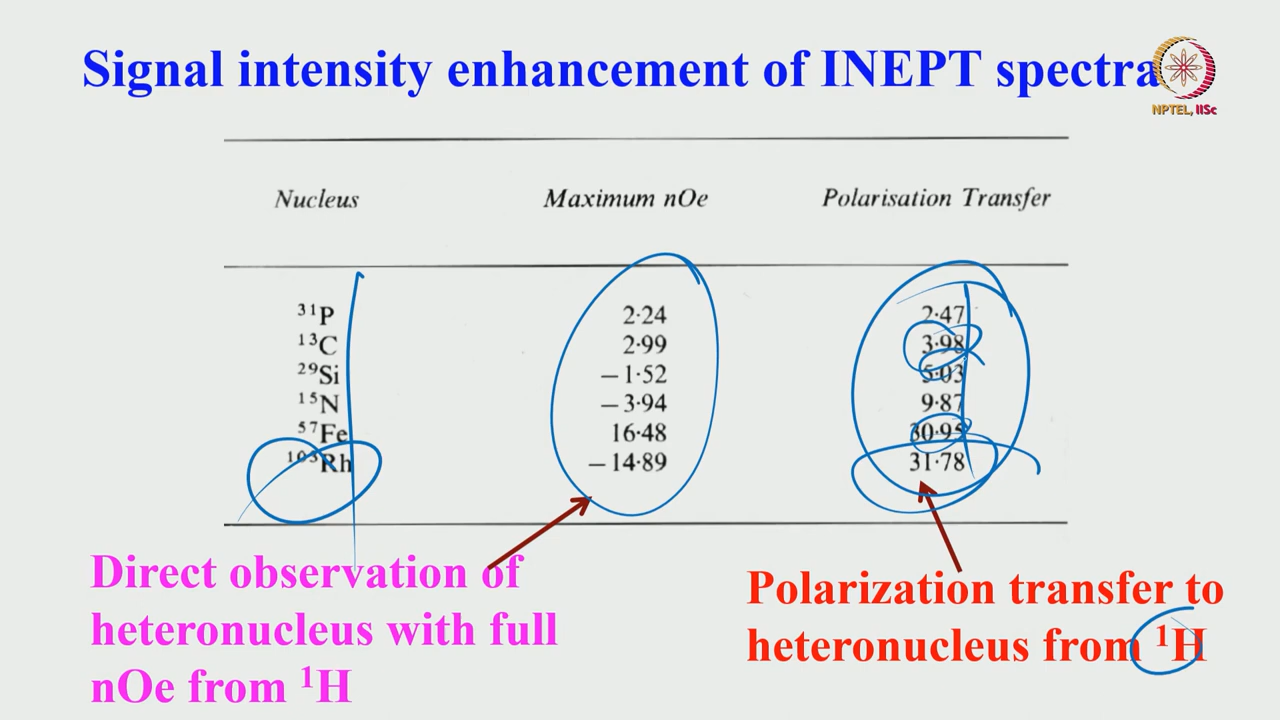 Signal intensity enhancement of INEPT spectra
NPTEL, IISc
Nucleus Maximum nOe Polarisation Transfer
³¹P 2·24 2·47
¹³C 2·99 3·98
²⁹Si −1·52 5·03
¹⁵N −3·94 9·87
⁵⁷Fe 16·48 30·95
¹⁰³Rh −14·89 31·78
Direct observation of
heteronucleus with full
nOe from ¹H
Polarization transfer to
heteronucleus from ¹H